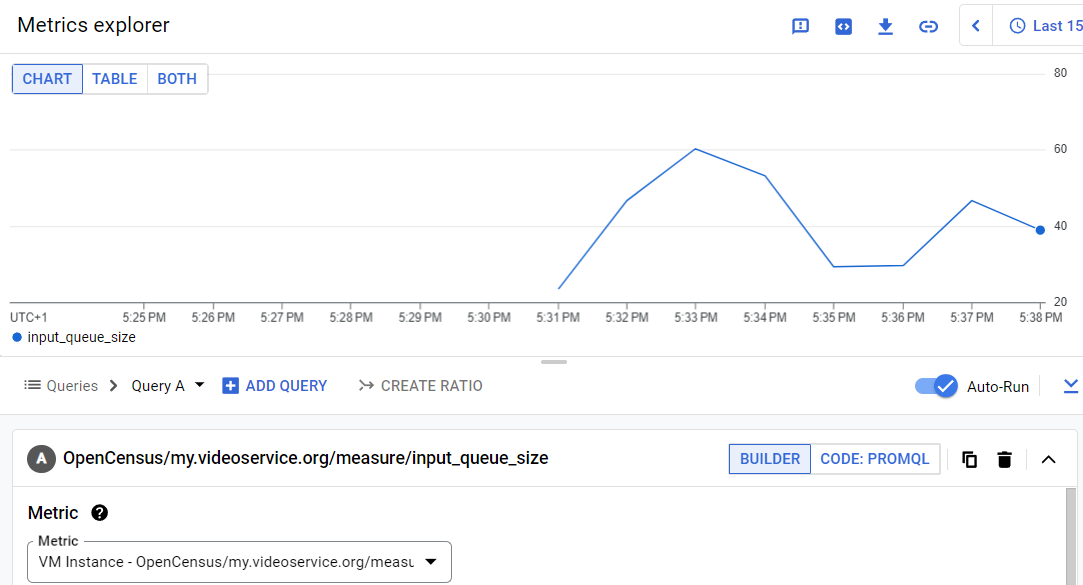 Metrics explorer
Last 15
CHART TABLE BOTH
80
60
40
20
UTC+1 5:25 PM 5:26 PM 5:27 PM 5:28 PM 5:29 PM 5:30 PM 5:31 PM 5:32 PM 5:33 PM 5:34 PM 5:35 PM 5:36 PM 5:37 PM 5:38 PM
input_queue_size
Queries Query A ADD QUERY CREATE RATIO Auto-Run
A OpenCensus/my.videoservice.org/measure/input_queue_size BUILDER CODE: PROMQL
Metric ?
Metric
VM Instance - OpenCensus/my.videoservice.org/measu